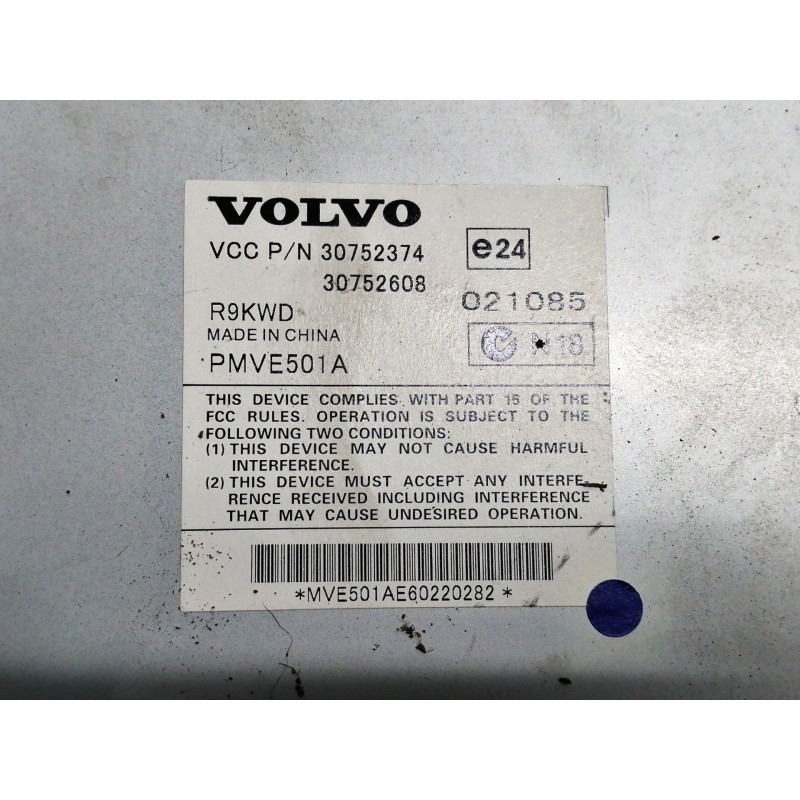 VOLVO
VCC P/N 30752374 e24
30752608
R9KWD 021085
MADE IN CHINA N18
PMVE501A
THIS DEVICE COMPLIES WITH PART 15 OF THE
FCC RULES. OPERATION IS SUBJECT TO THE
FOLLOWING TWO CONDITIONS:
(1) THIS DEVICE MAY NOT CAUSE HARMFUL
INTERFERENCE.
(2) THIS DEVICE MUST ACCEPT ANY INTERFE-
RENCE RECEIVED INCLUDING INTERFERENCE
THAT MAY CAUSE UNDESIRED OPERATION.
*MVE501AE60220282*